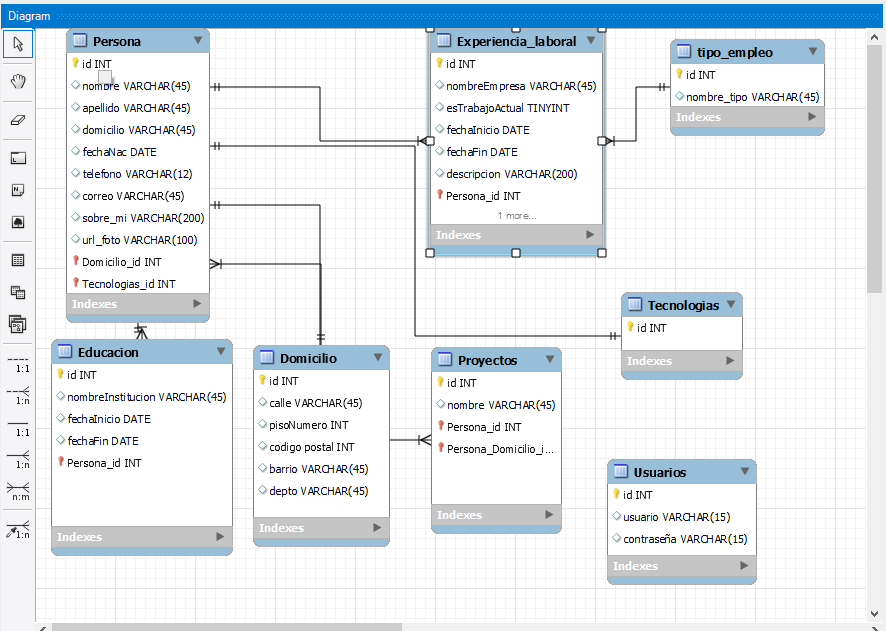 Diagram
Persona
id INT
nombre VARCHAR(45)
apellido VARCHAR(45)
domicilio VARCHAR(45)
fechaNac DATE
telefono VARCHAR(12)
correo VARCHAR(45)
sobre_mi VARCHAR(200)
url_foto VARCHAR(100)
Domicilio_id INT
Tecnologias_id INT
Indexes
Experiencia_laboral
id INT
nombreEmpresa VARCHAR(45)
esTrabajoActual TINYINT
fechaInicio DATE
fechaFin DATE
descripcion VARCHAR(200)
Persona_id INT
1 more...
Indexes
tipo_empleo
id INT
nombre_tipo VARCHAR(45)
Indexes
Tecnologias
id INT
Indexes
Educacion
id INT
nombreInstitucion VARCHAR(45)
fechaInicio DATE
fechaFin DATE
Persona_id INT
Indexes
Domicilio
id INT
calle VARCHAR(45)
pisoNumero INT
codigo postal INT
barrio VARCHAR(45)
depto VARCHAR(45)
Indexes
Proyectos
id INT
nombre VARCHAR(45)
Persona_id INT
Persona_Domicilio_i...
Indexes
Usuarios
id INT
usuario VARCHAR(15)
contraseña VARCHAR(15)
Indexes
1:1
1:n
1:1
1:n
n:m
1:n